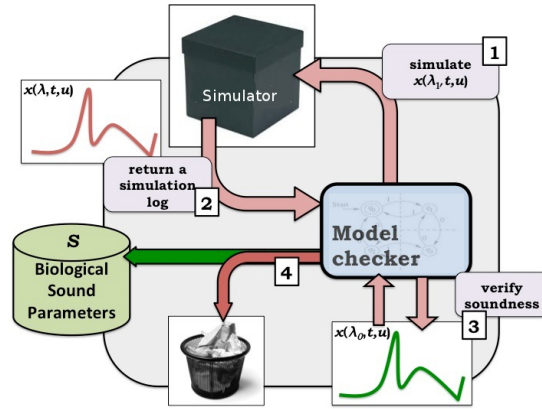 1
simulate
x(λ₁,t,u)
Simulator
x(λ,t,u)
return a
simulation
log
2
Model
checker
S
Biological
Sound
Parameters
4
verify
soundness
3
x(λ₀,t,u)